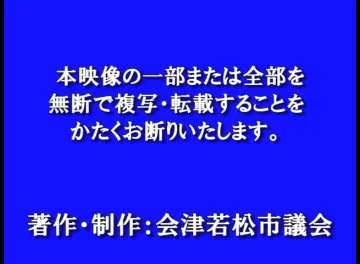 本映像の一部または全部を
無断で複写・転載することを
かたくお断りいたします。
著作・制作：会津若松市議会